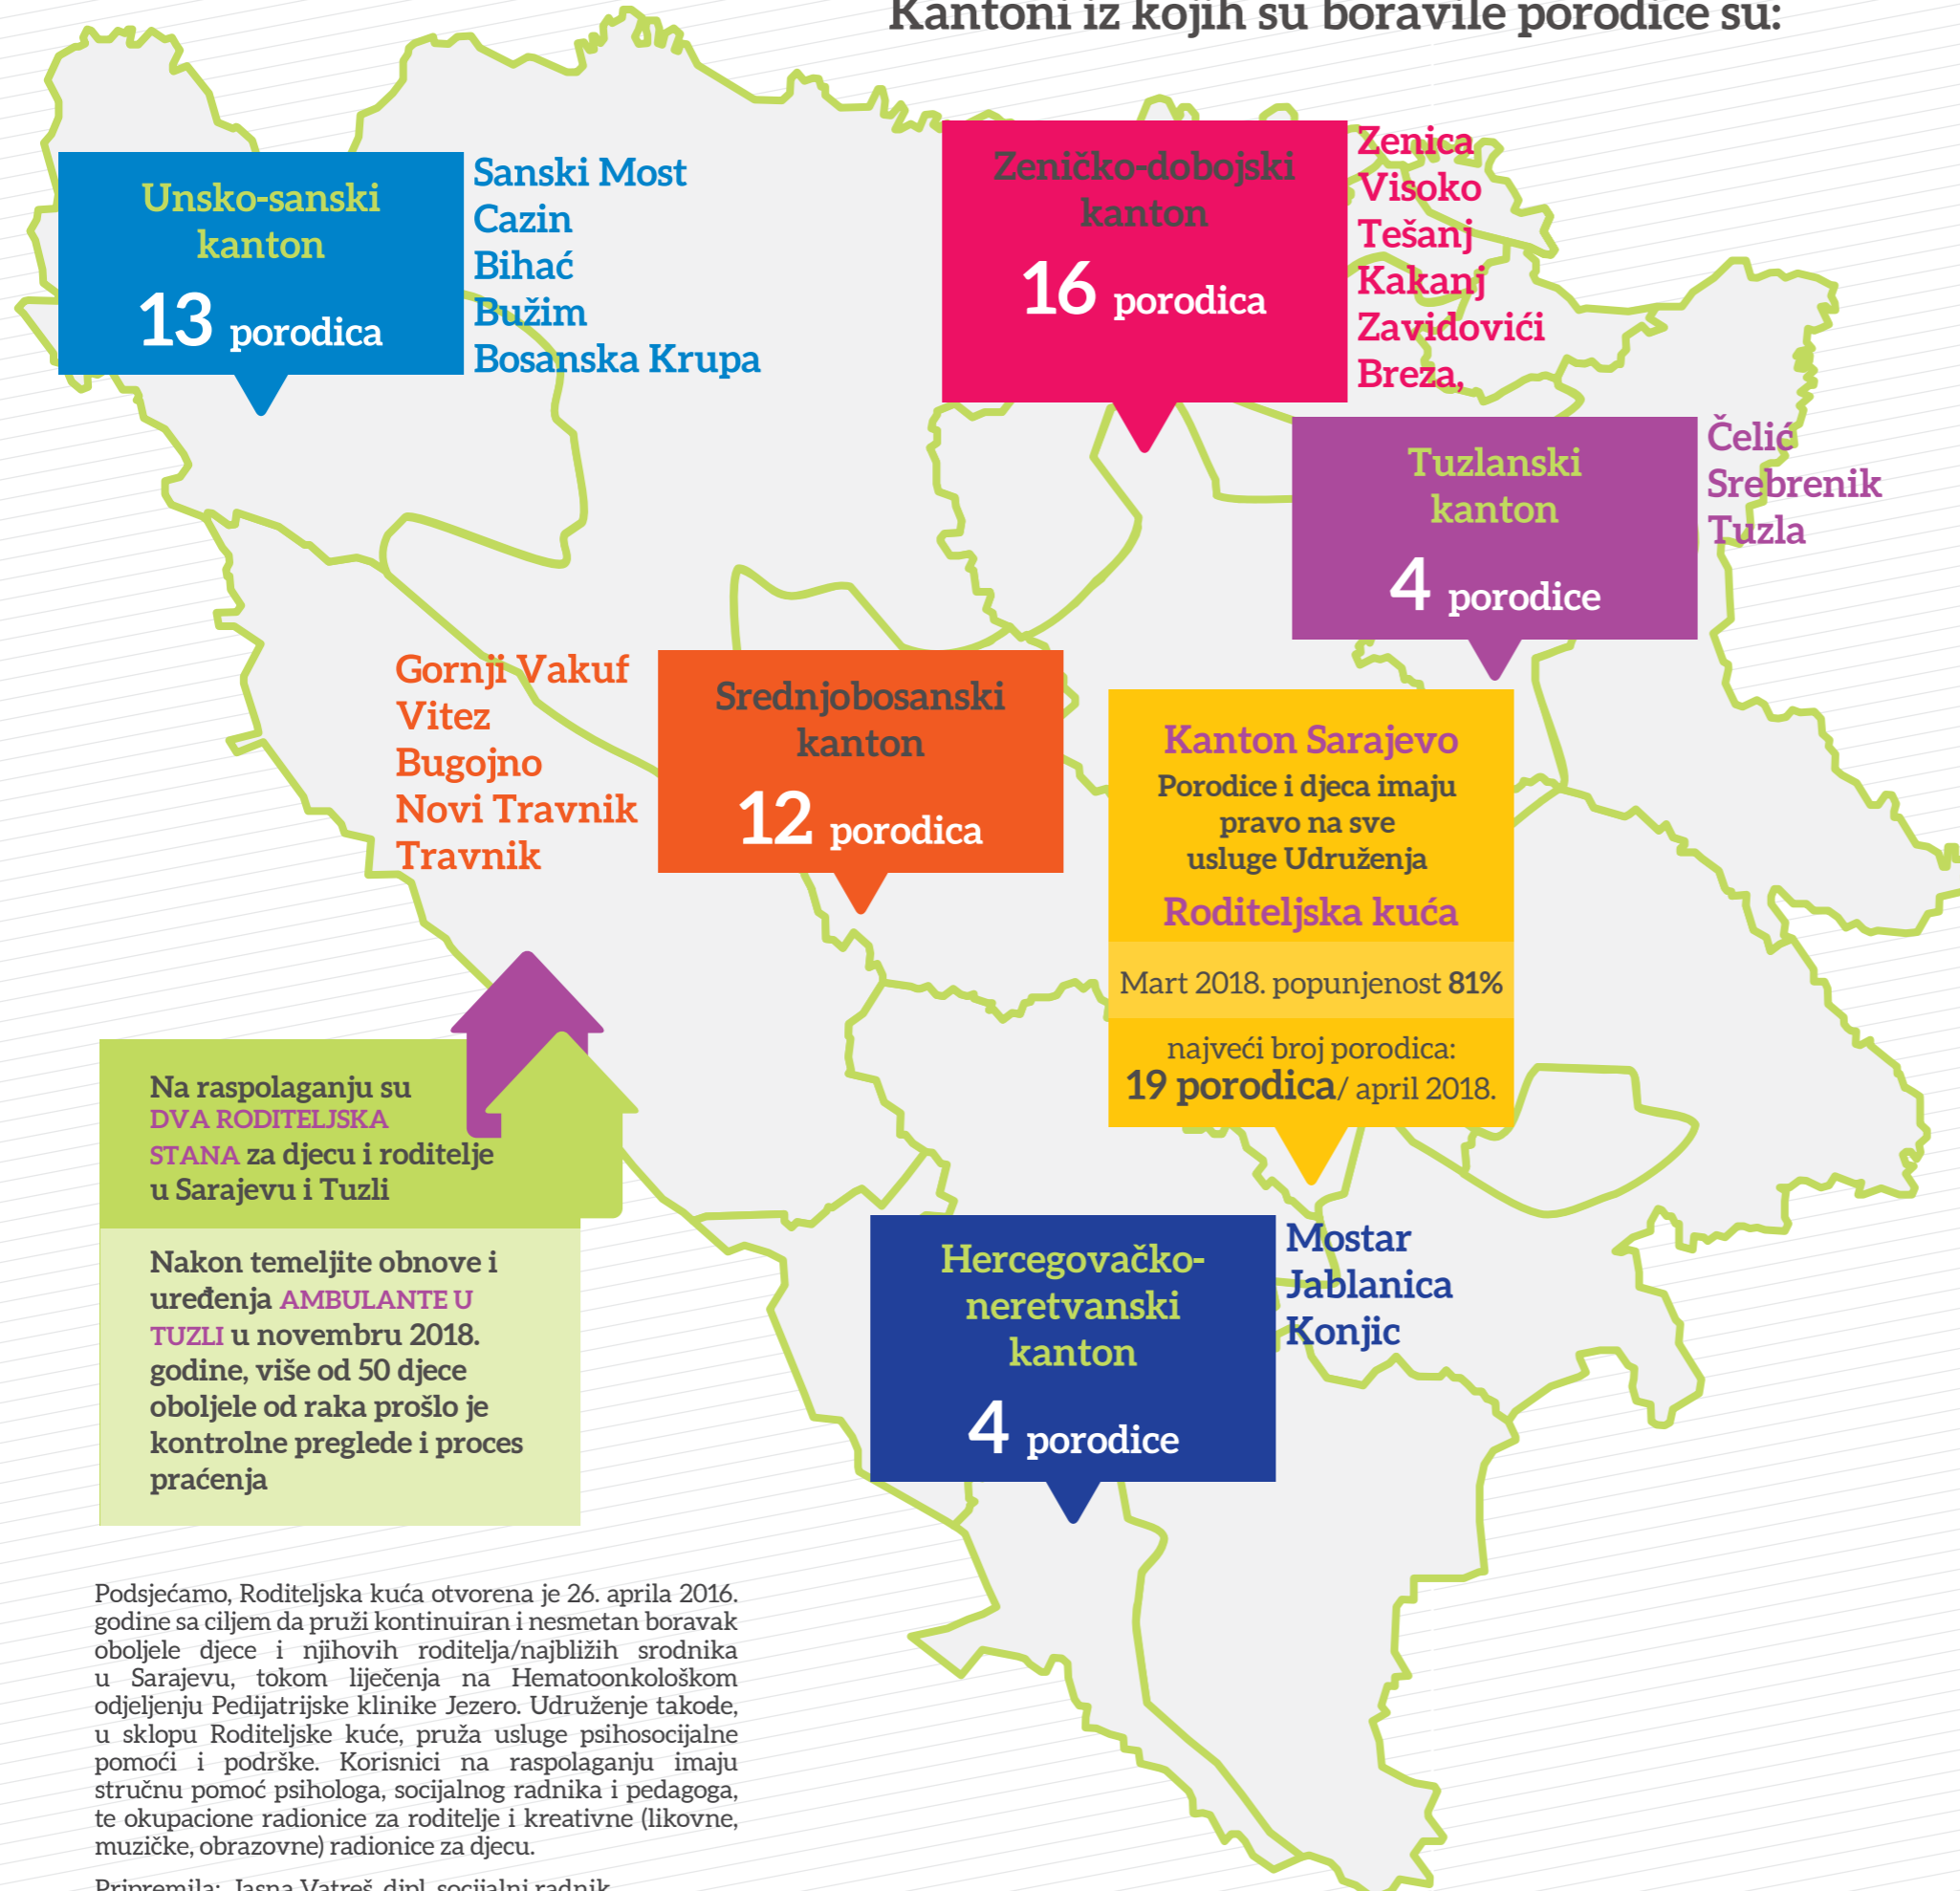 Kantoni iz kojih su boravile porodice su:
Unsko-sanski
kanton
13 porodica
Sanski Most
Cazin
Bihać
Bužim
Bosanska Krupa
Zeničko-dobojski
kanton
16 porodica
Zenica
Visoko
Tešanj
Kakanj
Zavidovići
Breza,
Tuzlanski
kanton
4 porodice
Čelić
Srebrenik
Tuzla
Gornji Vakuf
Vitez
Bugojno
Novi Travnik
Travnik
Srednjobosanski
kanton
12 porodica
Kanton Sarajevo
Porodice i djeca imaju
pravo na sve
usluge Udruženja
Roditeljska kuća
Mart 2018. popunjenost 81%
najveći broj porodica:
19 porodica/ april 2018.
Na raspolaganju su
DVA RODITELJSKA
STANA za djecu i roditelje
u Sarajevu i Tuzli
Nakon temeljite obnove i
uređenja AMBULANTE U
TUZLI u novembru 2018.
godine, više od 50 djece
oboljele od raka prošlo je
kontrolne preglede i proces
praćenja
Hercegovačko-
neretvanski
kanton
4 porodice
Mostar
Jablanica
Konjic
Podsjećamo, Roditeljska kuća otvorena je 26. aprila 2016.
godine sa ciljem da pruži kontinuiran i nesmetan boravak
oboljele djece i njihovih roditelja/najbližih srodnika
u Sarajevu, tokom liječenja na Hematoonkološkom
odjeljenju Pedijatrijske klinike Jezero. Udruženje takođe,
u sklopu Roditeljske kuće, pruža usluge psihosocijalne
pomoći i podrške. Korisnici na raspolaganju imaju
stručnu pomoć psihologa, socijalnog radnika i pedagoga,
te okupacione radionice za roditelje i kreativne (likovne,
muzičke, obrazovne) radionice za djecu.
Pripremila: Jasna Vatreš, dipl. socijalni radnik